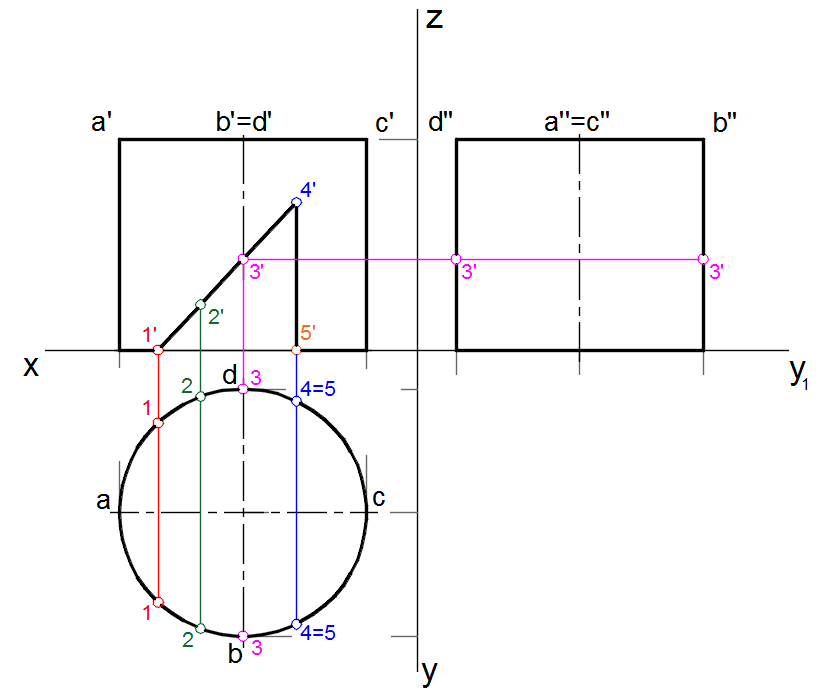 z
a'
b'=d'
c'
d"
a"=c"
b"
4'
3'
3'
3'
2'
1'
5'
x
y₁
d
3
2
4=5
1
a
c
1
2
b
3
4=5
y